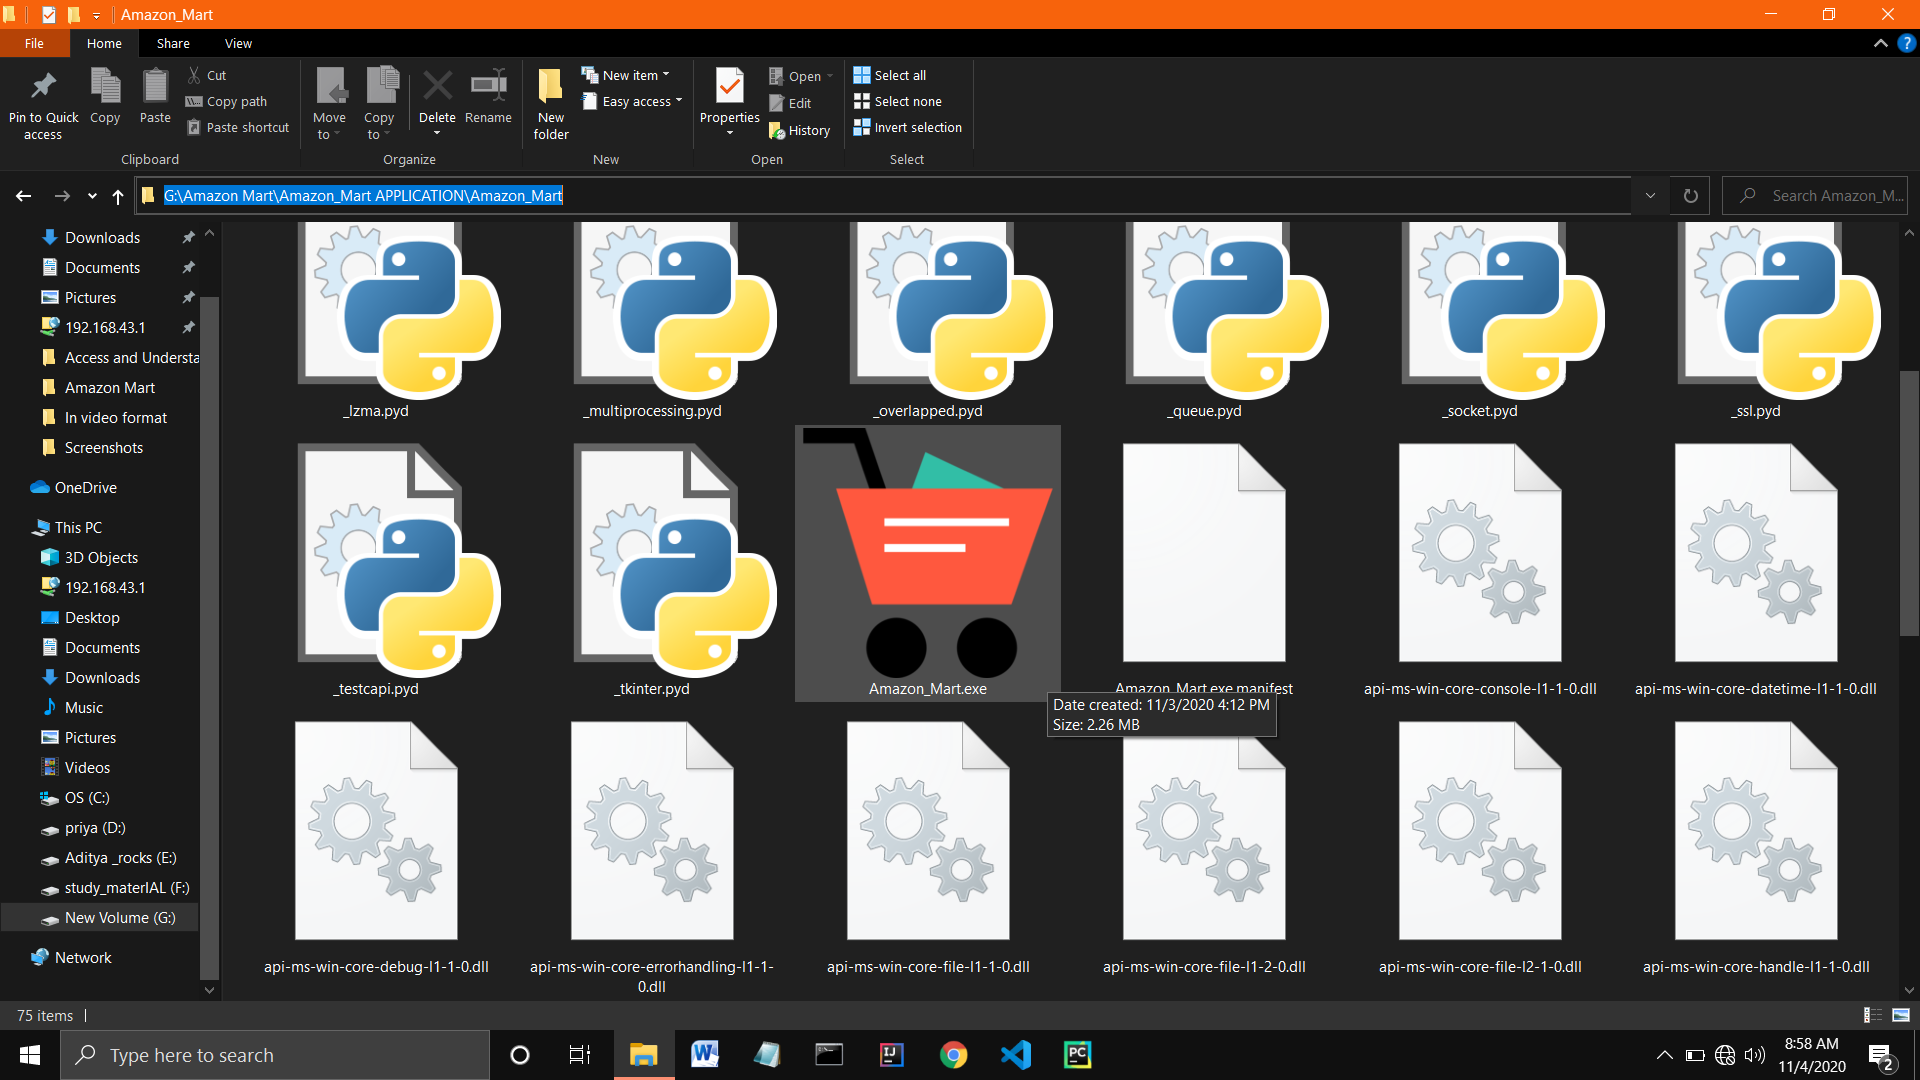 Amazon_Mart
File Home Share View
Pin to Quick access
Copy
Paste
Cut
Copy path
Paste shortcut
Clipboard
Move to
Copy to
Delete
Rename
Organize
New folder
New item
Easy access
New
Properties
Open
Edit
History
Open
Select all
Select none
Invert selection
Select
G:\Amazon Mart\Amazon_Mart APPLICATION\Amazon_Mart
Search Amazon_M...
Downloads
Documents
Pictures
192.168.43.1
Access and Understa
Amazon Mart
In video format
Screenshots
OneDrive
This PC
3D Objects
192.168.43.1
Desktop
Documents
Downloads
Music
Pictures
Videos
OS (C:)
priya (D:)
Aditya _rocks (E:)
study_materIAL (F:)
New Volume (G:)
Network
_lzma.pyd
_multiprocessing.pyd
_overlapped.pyd
_queue.pyd
_socket.pyd
_ssl.pyd
_testcapi.pyd
_tkinter.pyd
Amazon_Mart.exe
Amazon_Mart.exe.manifest
api-ms-win-core-console-l1-1-0.dll
api-ms-win-core-datetime-l1-1-0.dll
Date created: 11/3/2020 4:12 PM
Size: 2.26 MB
api-ms-win-core-debug-l1-1-0.dll
api-ms-win-core-errorhandling-l1-1-
0.dll
api-ms-win-core-file-l1-1-0.dll
api-ms-win-core-file-l1-2-0.dll
api-ms-win-core-file-l2-1-0.dll
api-ms-win-core-handle-l1-1-0.dll
75 items
Type here to search
W
IJ
PC
8:58 AM
11/4/2020
2